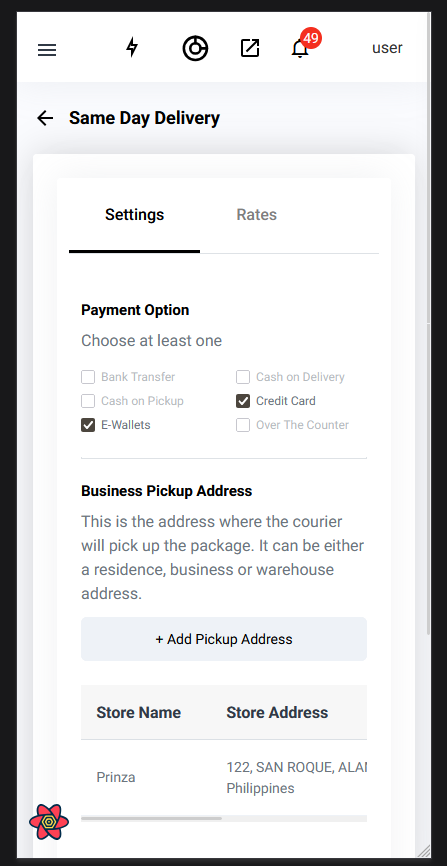 49
user
Same Day Delivery
Settings Rates
Payment Option
Choose at least one
Bank Transfer Cash on Delivery
Cash on Pickup Credit Card
E-Wallets Over The Counter
Business Pickup Address
This is the address where the courier
will pick up the package. It can be either
a residence, business or warehouse
address.
+ Add Pickup Address
Store Name Store Address
Prinza
122, SAN ROQUE,
Philippines